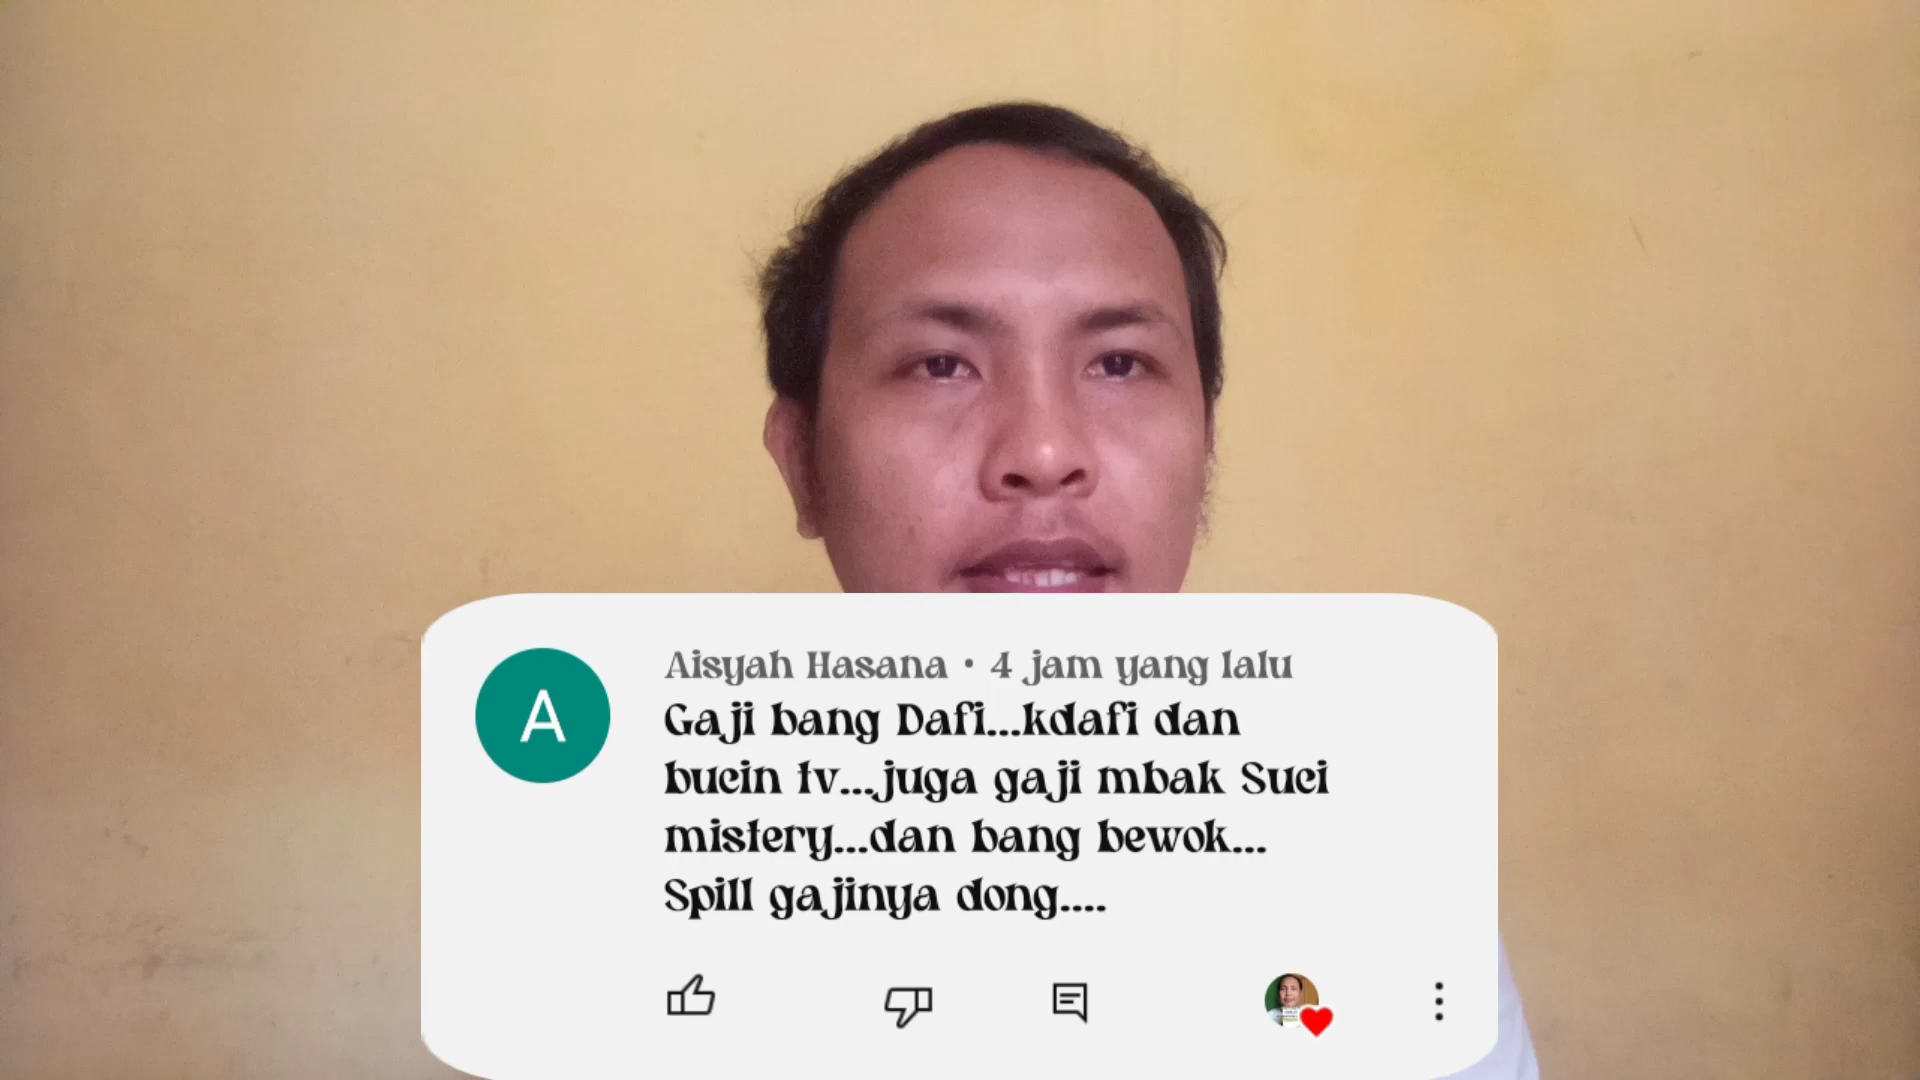 A
Aisyah Hasana • 4 jam yang lalu
Gaji bang Dafi...kdafi dan
bucin tv...juga gaji mbak Suci
mistery...dan bang bewok...
Spill gajinya dong....